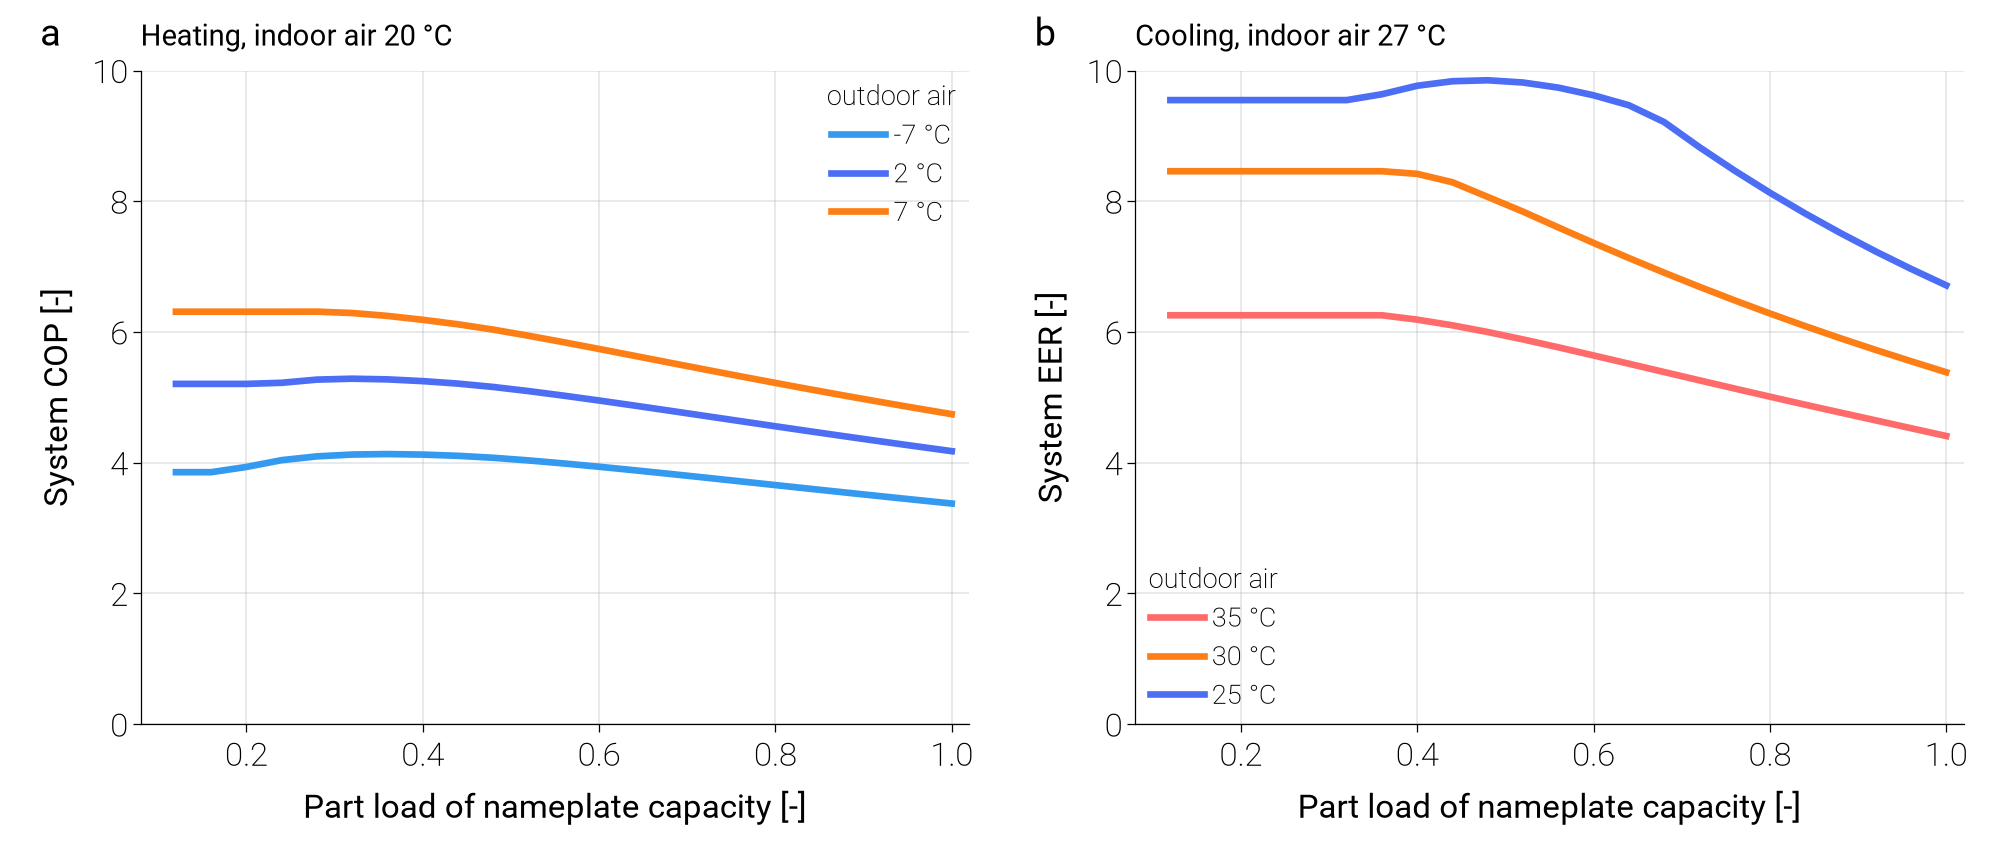 a
Heating, indoor air 20 °C
10
8
6
4
2
0
System COP [-]
outdoor air
-7 °C
2 °C
7 °C
0.2 0.4 0.6 0.8 1.0
Part load of nameplate capacity [-]
b
Cooling, indoor air 27 °C
10
8
6
4
2
0
System EER [-]
outdoor air
35 °C
30 °C
25 °C
0.2 0.4 0.6 0.8 1.0
Part load of nameplate capacity [-]